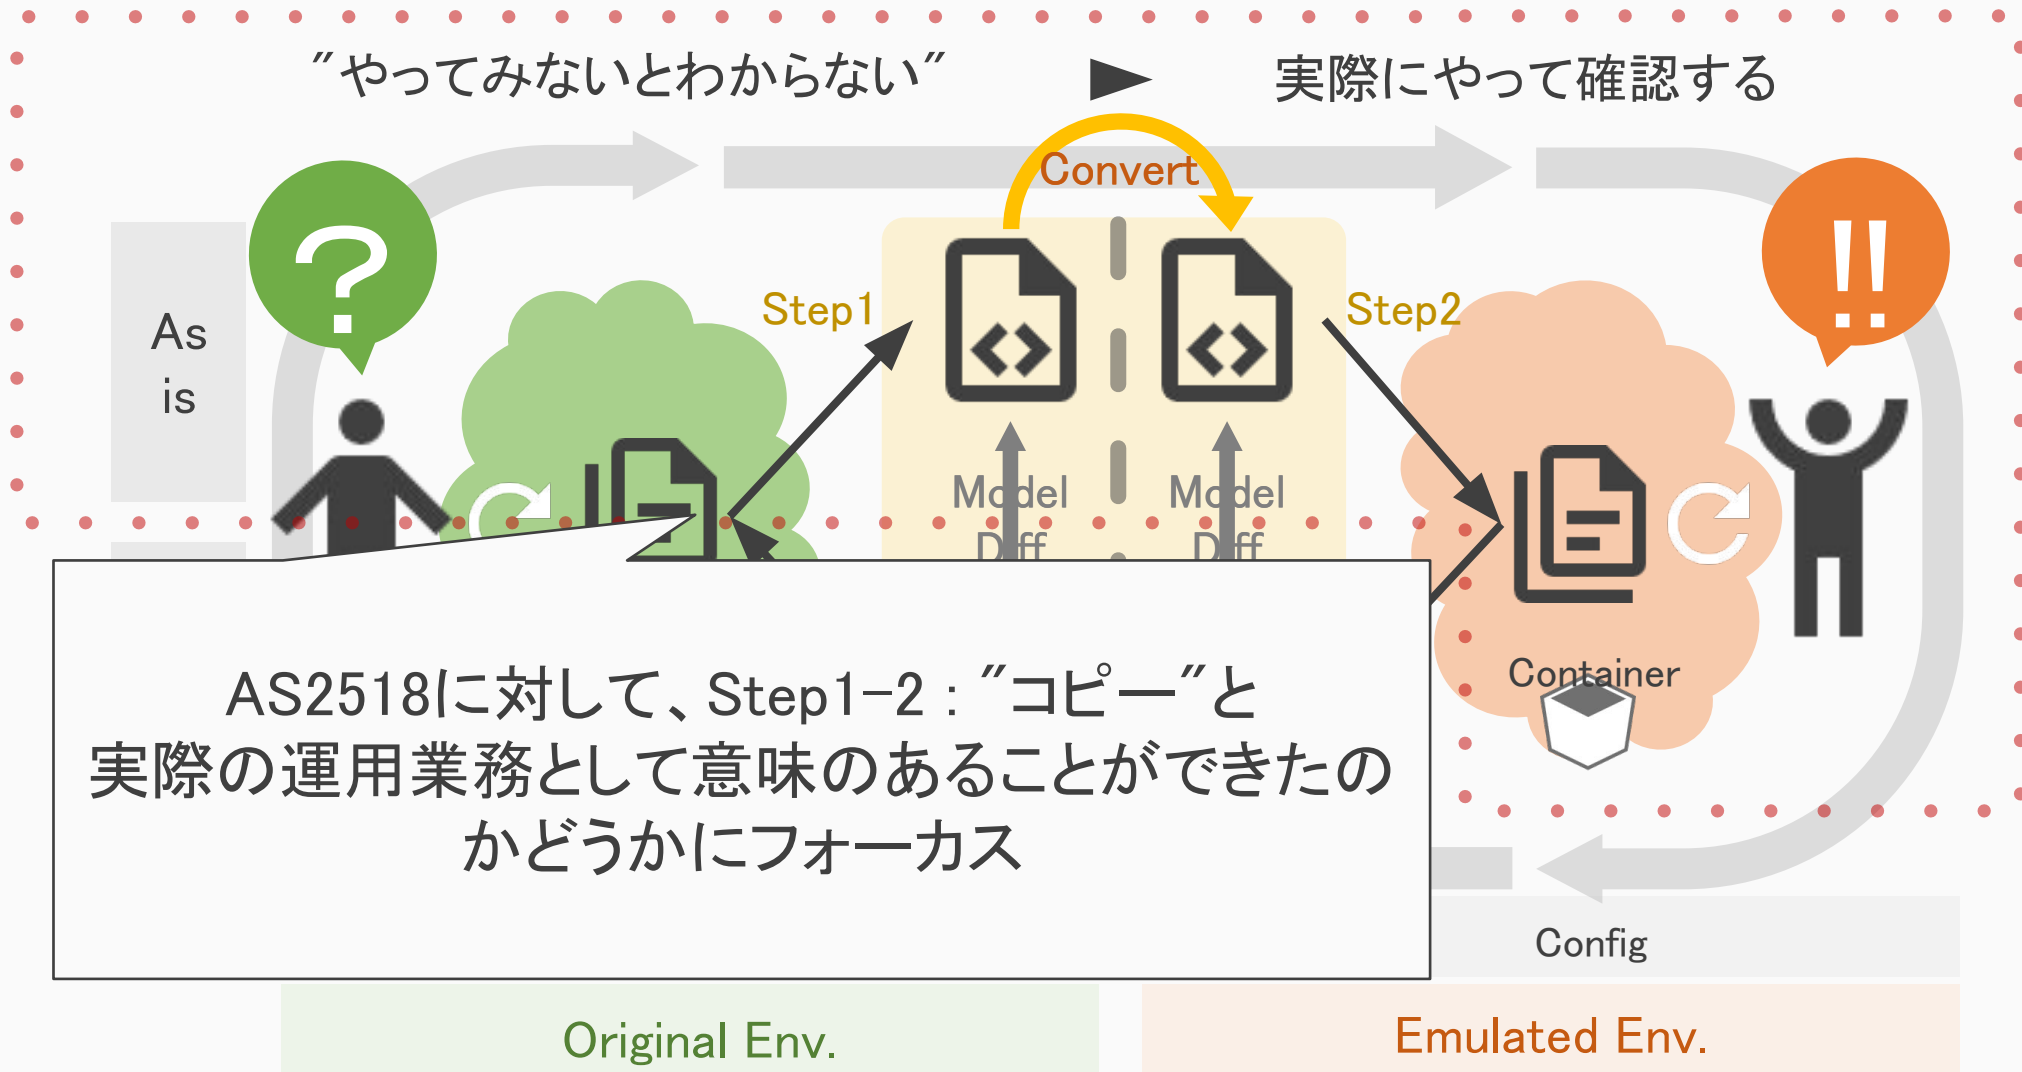 "やってみないとわからない"
実際にやって確認する
Convert
?
!!
As
is
Step1
Step2
Model
Diff
Model
Diff
Container
AS2518に対して、Step1-2："コピー"と
実際の運用業務として意味のあることができたの
かどうかにフォーカス
Config
Original Env.
Emulated Env.